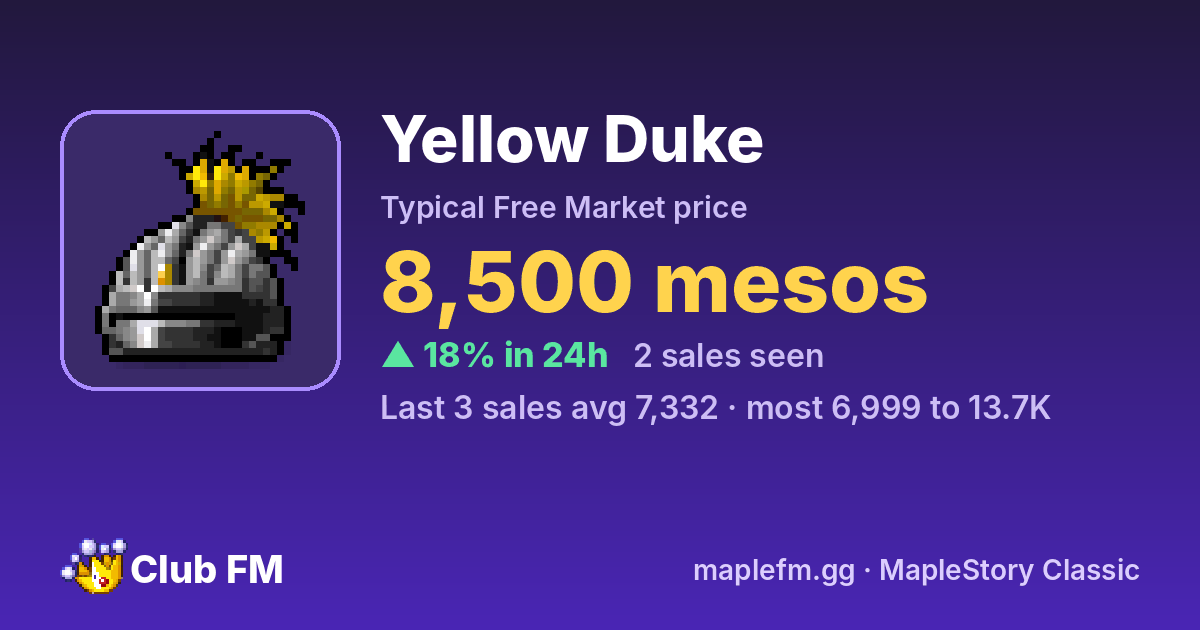 Yellow Duke
Typical Free Market price
8,500 mesos
▲ 18% in 24h 2 sales seen
Last 3 sales avg 7,332 · most 6,999 to 13.7K
Club FM
maplefm.gg · MapleStory Classic